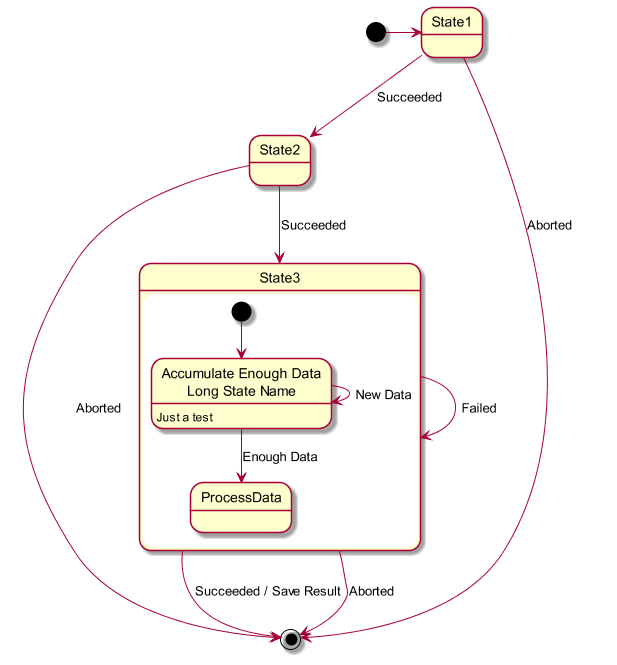 State1
Succeeded
State2
Aborted
Succeeded
State3
Accumulate Enough Data
Long State Name
New Data
Just a test
Aborted
Failed
Enough Data
ProcessData
Succeeded / Save Result
Aborted